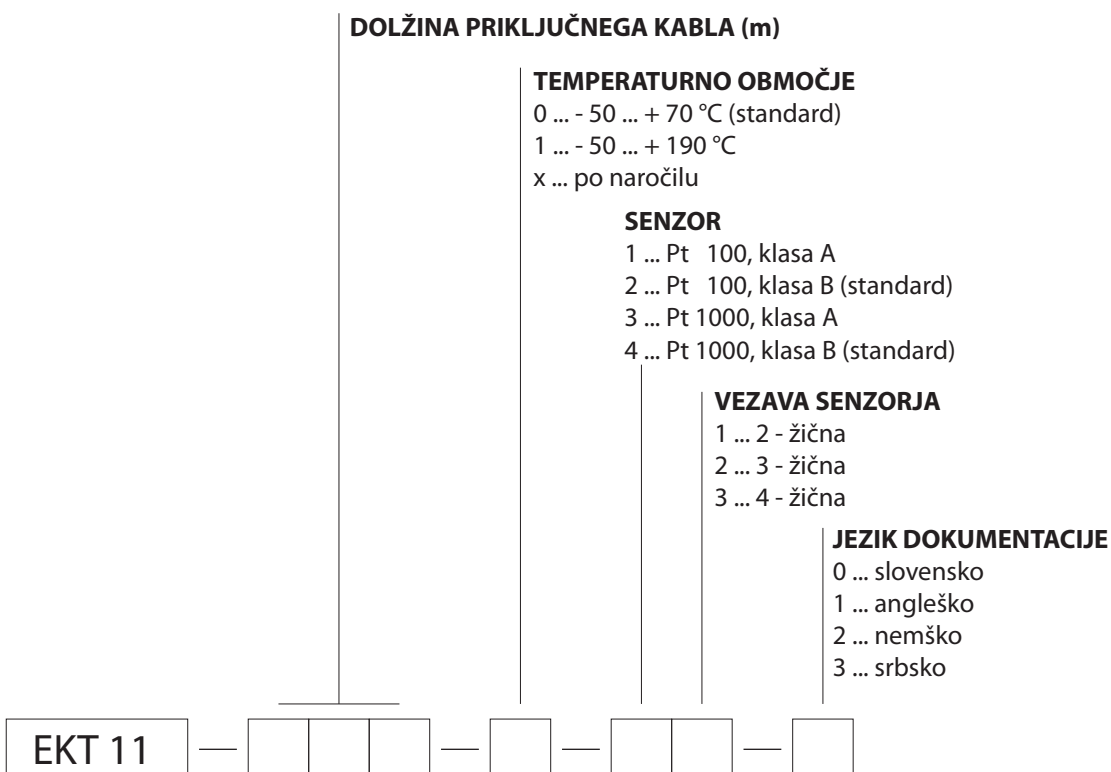 DOLŽINA PRIKLJUČNEGA KABLA (m)
TEMPERATURNO OBMOČJE
0 ... - 50 ... + 70 °C (standard)
1 ... - 50 ... + 190 °C
x ... po naročilu
SENZOR
1 ... Pt 100, klasa A
2 ... Pt 100, klasa B (standard)
3 ... Pt 1000, klasa A
4 ... Pt 1000, klasa B (standard)
VEZAVA SENZORJA
1 ... 2 - žična
2 ... 3 - žična
3 ... 4 - žična
JEZIK DOKUMENTACIJE
0 ... slovensko
1 ... angleško
2 ... nemško
3 ... srbsko
EKT 11